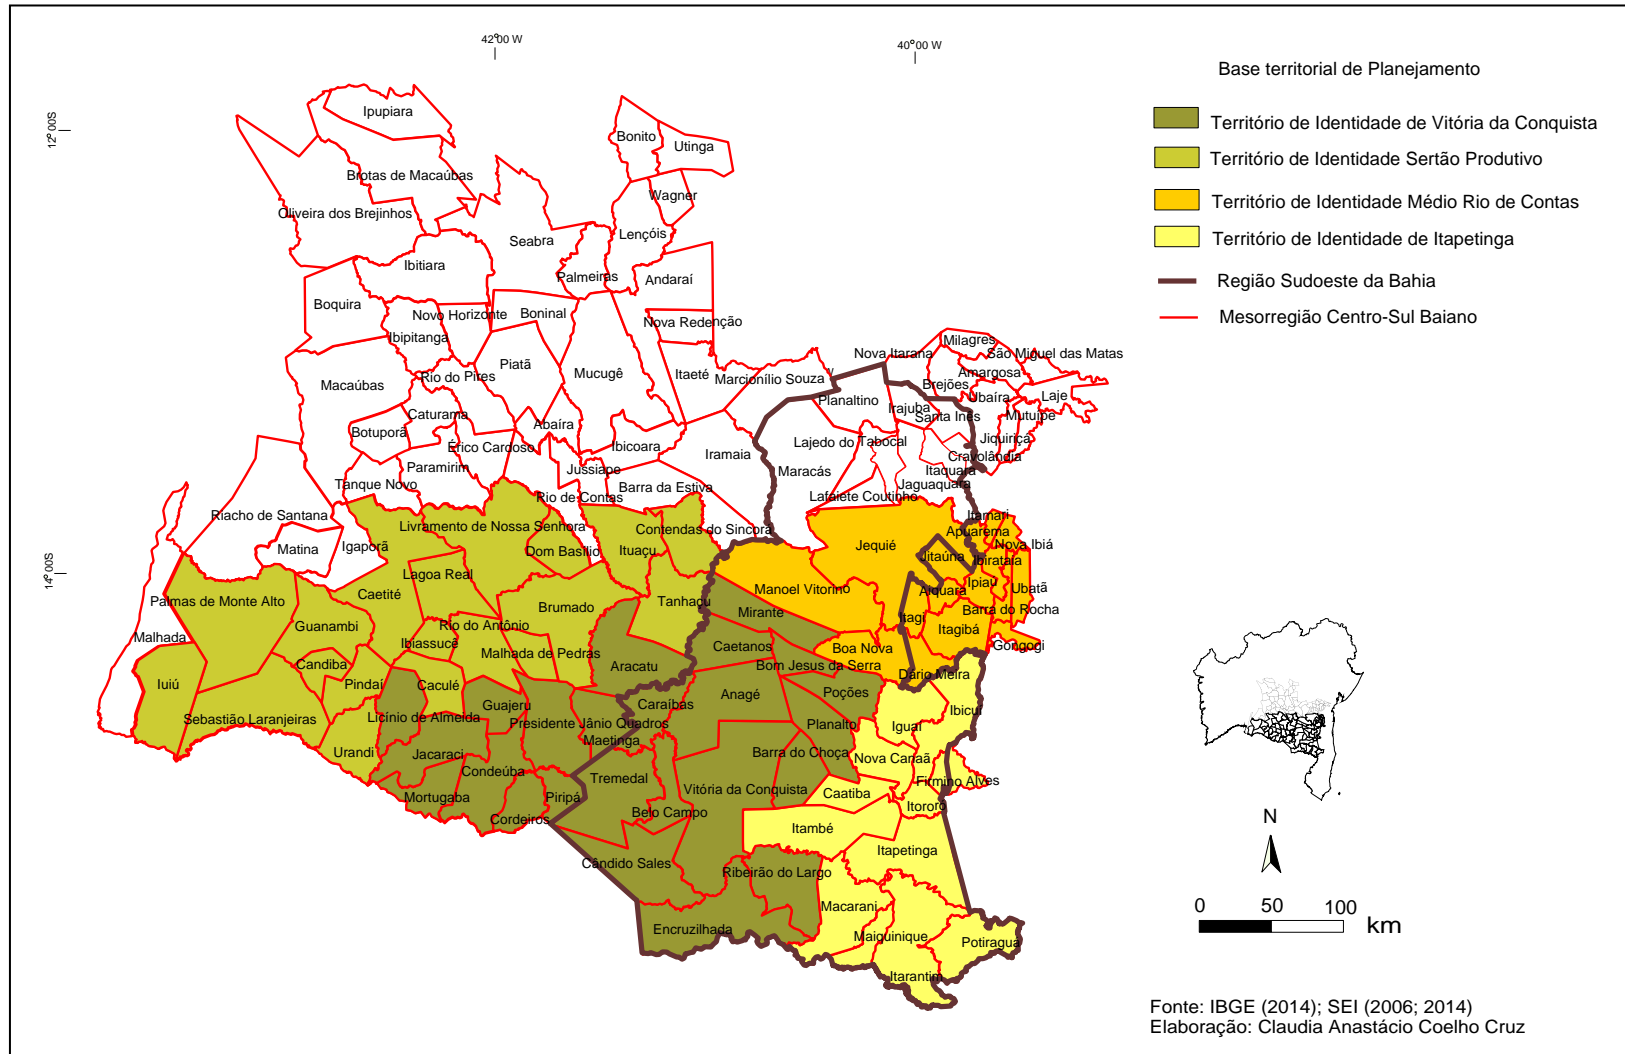 42°00 W
40°00 W
12°00S
14°00S
Ipupiara
Bonito
Utinga
Brotas de Macaúbas
Wagner
Oliveira dos Brejinhos
Lençóis
Seabra
Ibitiara
Palmeiras
Andaraí
Boquira
Novo Horizonte
Boninal
Nova Redenção
Ibipitanga
Milagres
Nova Itarana
São Miguel das Matas
Piatã
Mucugê
Itaeté
Marcionílio Souza
Amargosa
Rio do Pires
Macaúbas
Brejões
Ubaíra
Laje
Planaltino
Irajuba
Santa Inês
Mutuípe
Caturama
Abaíra
Botuporã
Ibicoara
Lajedo do Tabocal
Jiquiriçá
Érico Cardoso
Iramaia
Cravolândia
Paramirim
Jussiape
Maracás
Itaquara
Tanque Novo
Barra da Estiva
Jaguaquara
Rio de Contas
Lafaiete Coutinho
Riacho de Santana
Livramento de Nossa Senhora
Contendas do Sincorá
Itamari
Apuarema
Matina
Igaporã
Dom Basílio
Ituaçu
Jequié
Nova Ibiá
Jitaúna
Ibirataia
Lagoa Real
Caetité
Brumado
Tanhaçu
Manoel Vitorino
Aiquara
Ipiaú
Ubatã
Palmas de Monte Alto
Mirante
Barra do Rocha
Guanambi
Rio do Antônio
Itagi
Itagibá
Malhada
Ibiassucê
Malhada de Pedras
Caetanos
Boa Nova
Gongogi
Candiba
Aracatu
Bom Jesus da Serra
Dário Meira
Iuiú
Pindaí
Caculé
Anagé
Poções
Guajeru
Caraíbas
Ibicuí
Sebastião Laranjeiras
Licínio de Almeida
Presidente Jânio Quadros
Planalto
Iguaí
Maetinga
Urandi
Jacaraci
Barra do Choça
Nova Canaã
Condeúba
Tremedal
Vitória da Conquista
Firmino Alves
Mortugaba
Piripá
Caatiba
Itororó
Cordeiros
Belo Campo
Itambé
Itapetinga
Cândido Sales
Ribeirão do Largo
Macarani
Encruzilhada
Maiquinique
Potiraguá
Itarantim
Base territorial de Planejamento
Território de Identidade de Vitória da Conquista
Território de Identidade Sertão Produtivo
Território de Identidade Médio Rio de Contas
Território de Identidade de Itapetinga
Região Sudoeste da Bahia
Mesorregião Centro-Sul Baiano
N
0 50 100
km
Fonte: IBGE (2014); SEI (2006; 2014)
Elaboração: Claudia Anastácio Coelho Cruz